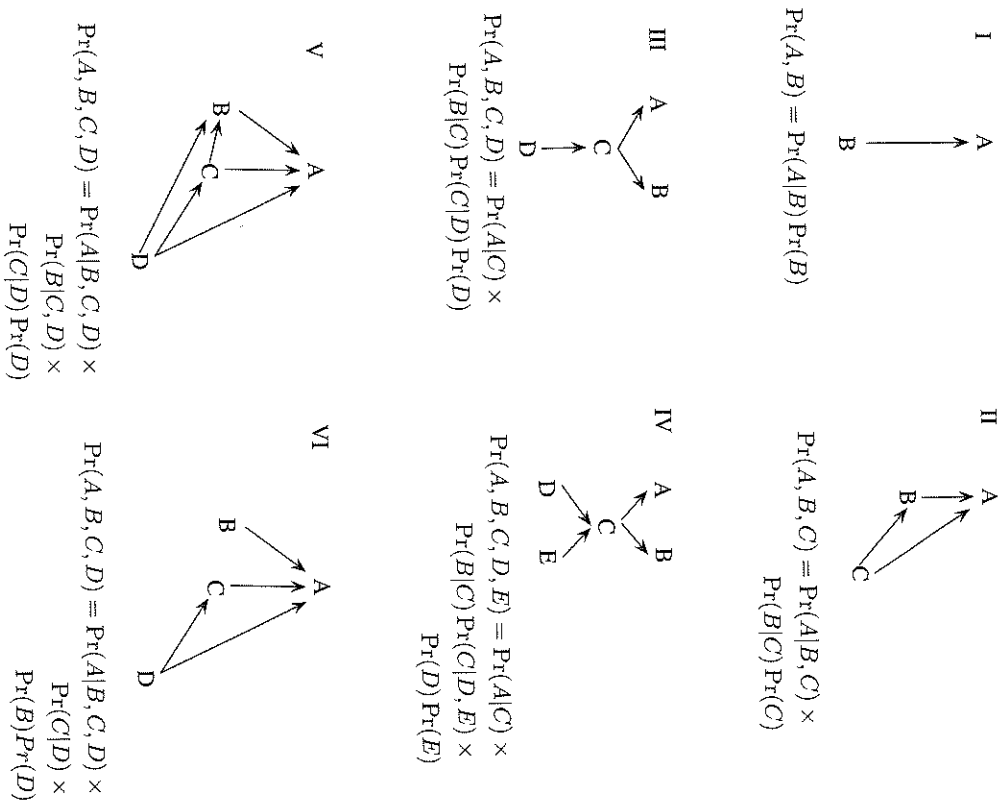 I
A
B
Pr(A, B) = Pr(A|B) Pr(B)
II
A
B
C
Pr(A, B, C) = Pr(A|B, C) ×
Pr(B|C) Pr(C)
III
A B
C
D
Pr(A, B, C, D) = Pr(A|C) ×
Pr(B|C) Pr(C|D) Pr(D)
IV
A B
C
D E
Pr(A, B, C, D, E) = Pr(A|C) ×
Pr(B|C) Pr(C|D, E) ×
Pr(D) Pr(E)
V
A
B C
D
Pr(A, B, C, D) = Pr(A|B, C, D) ×
Pr(B|C, D) ×
Pr(C|D) Pr(D)
VI
A
B C
D
Pr(A, B, C, D) = Pr(A|B, C, D) ×
Pr(C|D) ×
Pr(B)Pr(D)